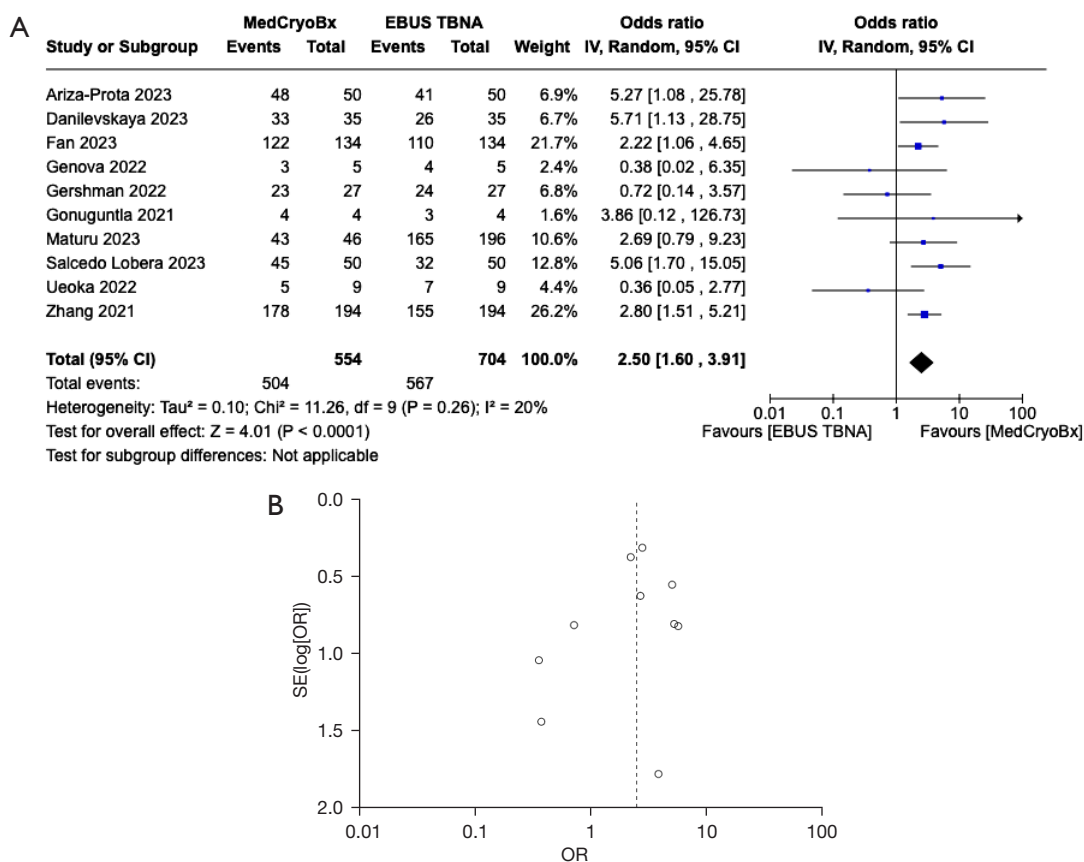 A
MedCryoBx EBUS TBNA Odds ratio Odds ratio
Study or Subgroup Events Total Events Total Weight IV, Random, 95% CI IV, Random, 95% CI
Ariza-Prota 2023 48 50 41 50 6.9% 5.27 [1.08 , 25.78]
Danilevskaya 2023 33 35 26 35 6.7% 5.71 [1.13 , 28.75]
Fan 2023 122 134 110 134 21.7% 2.22 [1.06 , 4.65]
Genova 2022 3 5 4 5 2.4% 0.38 [0.02 , 6.35]
Gershman 2022 23 27 24 27 6.8% 0.72 [0.14 , 3.57]
Gonuguntla 2021 4 4 3 4 1.6% 3.86 [0.12 , 126.73]
Maturu 2023 43 46 165 196 10.6% 2.69 [0.79 , 9.23]
Salcedo Lobera 2023 45 50 32 50 12.8% 5.06 [1.70 , 15.05]
Ueoka 2022 5 9 7 9 4.4% 0.36 [0.05 , 2.77]
Zhang 2021 178 194 155 194 26.2% 2.80 [1.51 , 5.21]
Total (95% CI) 554 704 100.0% 2.50 [1.60 , 3.91]
Total events: 504 567
Heterogeneity: Tau² = 0.10; Chi² = 11.26, df = 9 (P = 0.26); I² = 20%
Test for overall effect: Z = 4.01 (P < 0.0001)
Test for subgroup differences: Not applicable
0.01 0.1 1 10 100
Favours [EBUS TBNA] Favours [MedCryoBx]
B
0.0
0.5
1.0
1.5
2.0
SE(log[OR])
0.01 0.1 1 10 100
OR